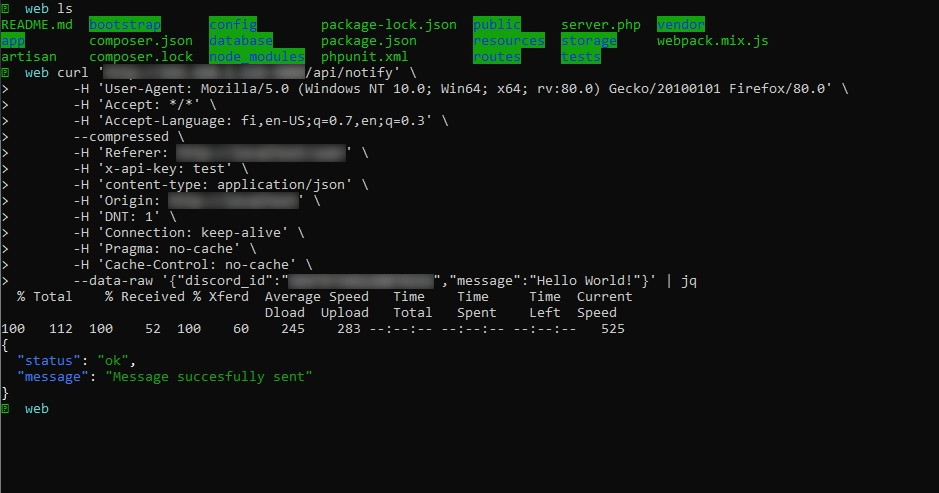 web ls
README.md bootstrap config package-lock.json public server.php vendor
app composer.json database package.json resources storage webpack.mix.js
artisan composer.lock node_modules phpunit.xml routes tests
web curl '/api/notify' \
> -H 'User-Agent: Mozilla/5.0 (Windows NT 10.0; Win64; x64; rv:80.0) Gecko/20100101 Firefox/80.0' \
> -H 'Accept: */*' \
> -H 'Accept-Language: fi,en-US;q=0.7,en;q=0.3' \
> --compressed \
> -H 'Referer: ' \
> -H 'x-api-key: test' \
> -H 'content-type: application/json' \
> -H 'Origin: ' \
> -H 'DNT: 1' \
> -H 'Connection: keep-alive' \
> -H 'Pragma: no-cache' \
> -H 'Cache-Control: no-cache' \
> --data-raw '{"discord_id":"","message":"Hello World!"}' | jq
% Total % Received % Xferd Average Speed Time Time Time Current
Dload Upload Total Spent Left Speed
100 112 100 52 100 60 245 283 --:--:-- --:--:-- --:--:-- 525
{
"status": "ok",
"message": "Message succesfully sent"
}
web